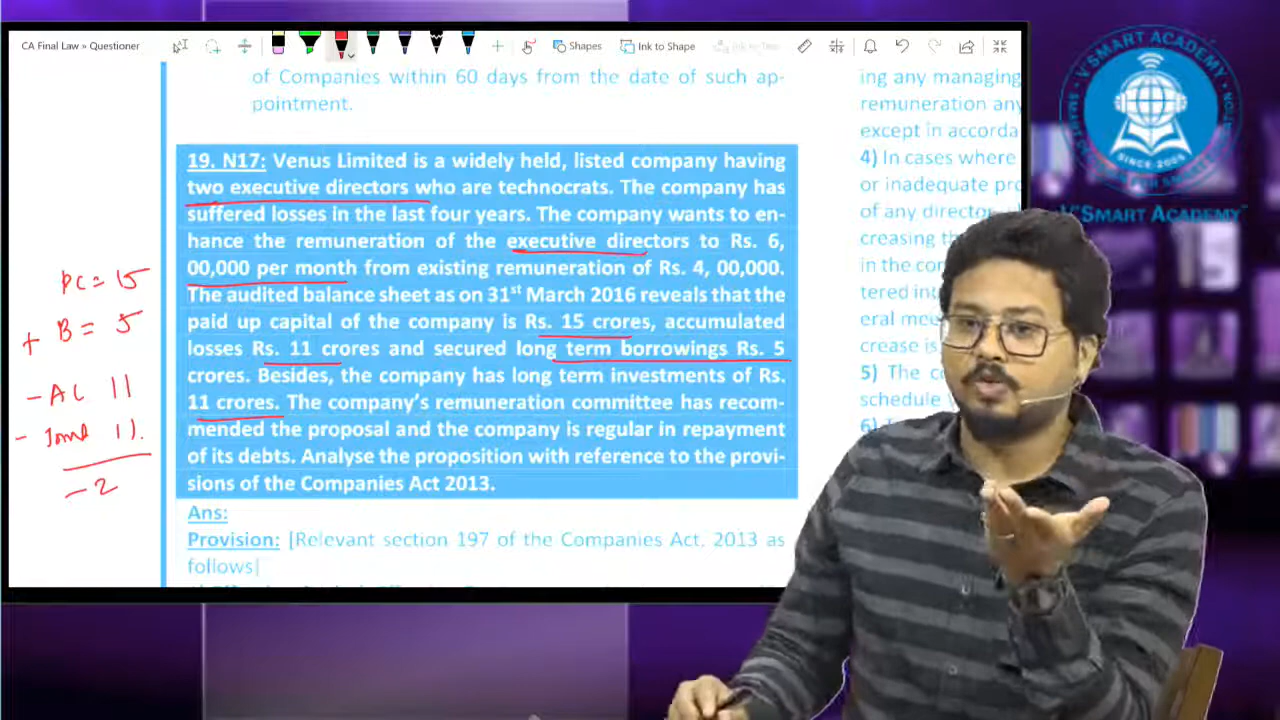 CA Final Law » Questioner
Shapes
Ink to Shape
of Companies within 60 days from the date of such ap-
pointment.
19. N17: Venus Limited is a widely held, listed company having
two executive directors who are technocrats. The company has
suffered losses in the last four years. The company wants to en-
hance the remuneration of the executive directors to Rs. 6,
00,000 per month from existing remuneration of Rs. 4, 00,000.
The audited balance sheet as on 31st March 2016 reveals that the
paid up capital of the company is Rs. 15 crores, accumulated
losses Rs. 11 crores and secured long term borrowings Rs. 5
crores. Besides, the company has long term investments of Rs.
11 crores. The company's remuneration committee has recom-
mended the proposal and the company is regular in repayment
of its debts. Analyse the proposition with reference to the provi-
sions of the Companies Act 2013.
Ans:
Provision: [Relevant section 197 of the Companies Act. 2013 as
follows]
PC = 15
+ B = 5
- AL 11
- 11.
- 2
ing any managing
remuneration any
except in accorda
4) In cases where
or inadequate pro
of any director,
creasing th
in the con
tered into
eral mee
crease is
5) The c
schedule
6)
V'SMART ACADEMY
SINCE 2005
V'Smart Academy